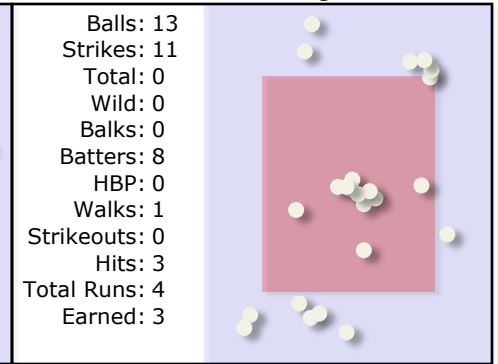 Balls: 13
Strikes: 11
Total: 0
Wild: 0
Balks: 0
Batters: 8
HBP: 0
Walks: 1
Strikeouts: 0
Hits: 3
Total Runs: 4
Earned: 3